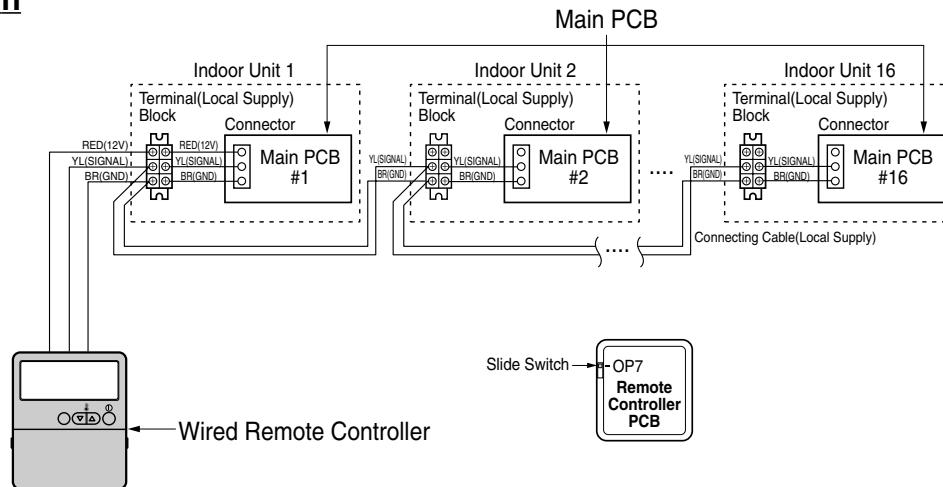 Main PCB
Indoor Unit 1
Indoor Unit 2
Indoor Unit 16
Terminal(Local Supply)
Block
Terminal(Local Supply)
Block
Terminal(Local Supply)
Block
Connector
Connector
Connector
RED(12V)
RED(12V)
YL(SIGNAL)
YL(SIGNAL)
BR(GND)
BR(GND)
Main PCB
#1
YL(SIGNAL)
YL(SIGNAL)
BR(GND)
BR(GND)
Main PCB
#2
....
YL(SIGNAL)
YL(SIGNAL)
BR(GND)
BR(GND)
Main PCB
#16
Connecting Cable(Local Supply)
....
Slide Switch
OP7
Remote
Controller
PCB
Wired Remote Controller